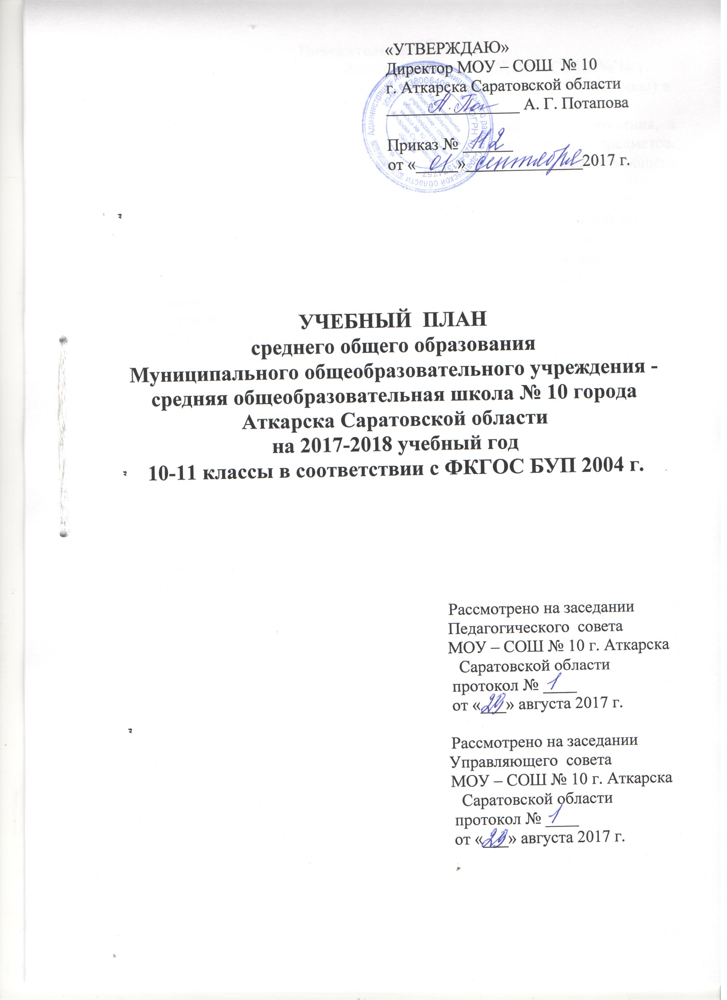 «УТВЕРЖДАЮ»
Директор МОУ – СОШ № 10
г. Аткарска Саратовской области
А. Г. Потапова
Приказ № 112
от « 01 » сентября 2017 г.
УЧЕБНЫЙ ПЛАН
среднего общего образования
Муниципального общеобразовательного учреждения -
средняя общеобразовательная школа № 10 города
Аткарска Саратовской области
на 2017-2018 учебный год
10-11 классы в соответствии с ФКГОС БУП 2004 г.
Рассмотрено на заседании
Педагогического совета
МОУ – СОШ № 10 г. Аткарска
Саратовской области
протокол № 1
от «29» августа 2017 г.
Рассмотрено на заседании
Управляющего совета
МОУ – СОШ № 10 г. Аткарска
Саратовской области
протокол № 1
от «29» августа 2017 г.